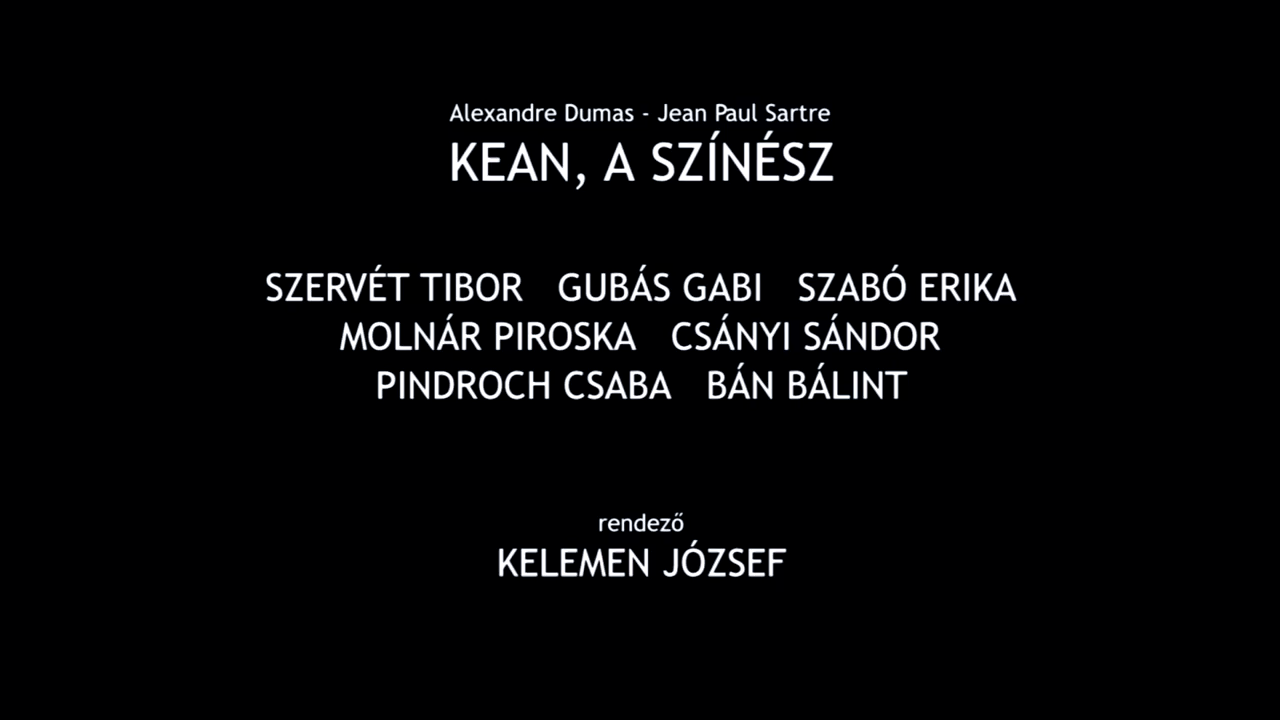 Alexandre Dumas - Jean Paul Sartre
KEAN, A SZÍNÉSZ
SZERVÉT TIBOR GUBÁS GABI SZABÓ ERIKA
MOLNÁR PIROSKA CSÁNYI SÁNDOR
PINDROCH CSABA BÁN BÁLINT
rendező
KELEMEN JÓZSEF